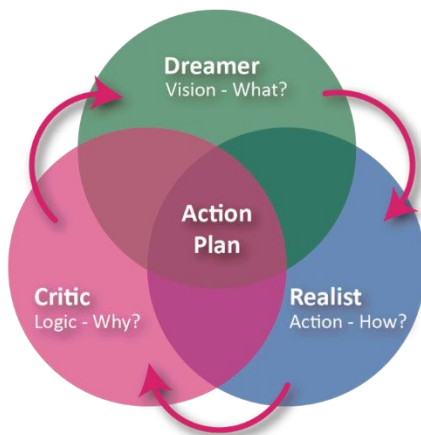 Dreamer
Vision - What?
Action
Plan
Critic
Logic - Why?
Realist
Action - How?